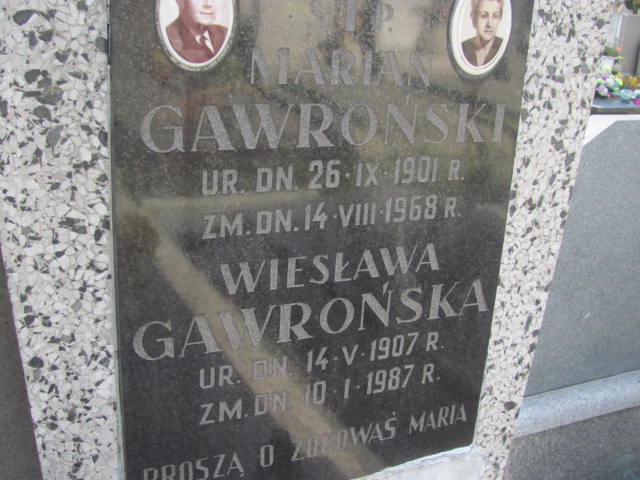 Ś.†P.
MARIAN
GAWROŃSKI
UR. DN. 26·IX·1901 R.
ZM. DN. 14·VIII·1968 R.
WIESŁAWA
GAWROŃSKA
UR. DN. 14·V·1907 R.
ZM. DN 10·I·1987 R.
PROSZĄ O ZDROWAŚ MARIA